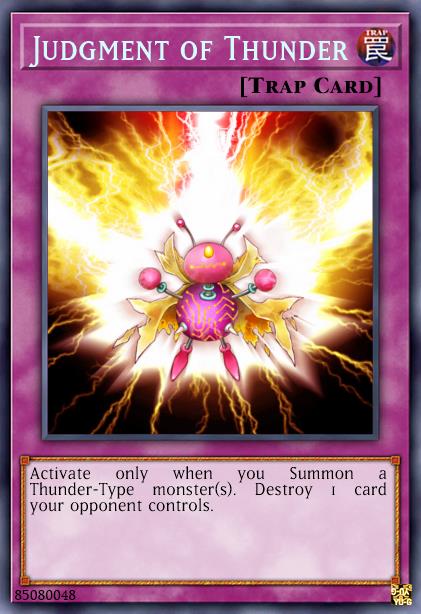 JUDGMENT OF THUNDER
TRAP
罠
[TRAP CARD]
Activate only when you Summon a
Thunder-Type monster(s). Destroy 1 card
your opponent controls.
85080048